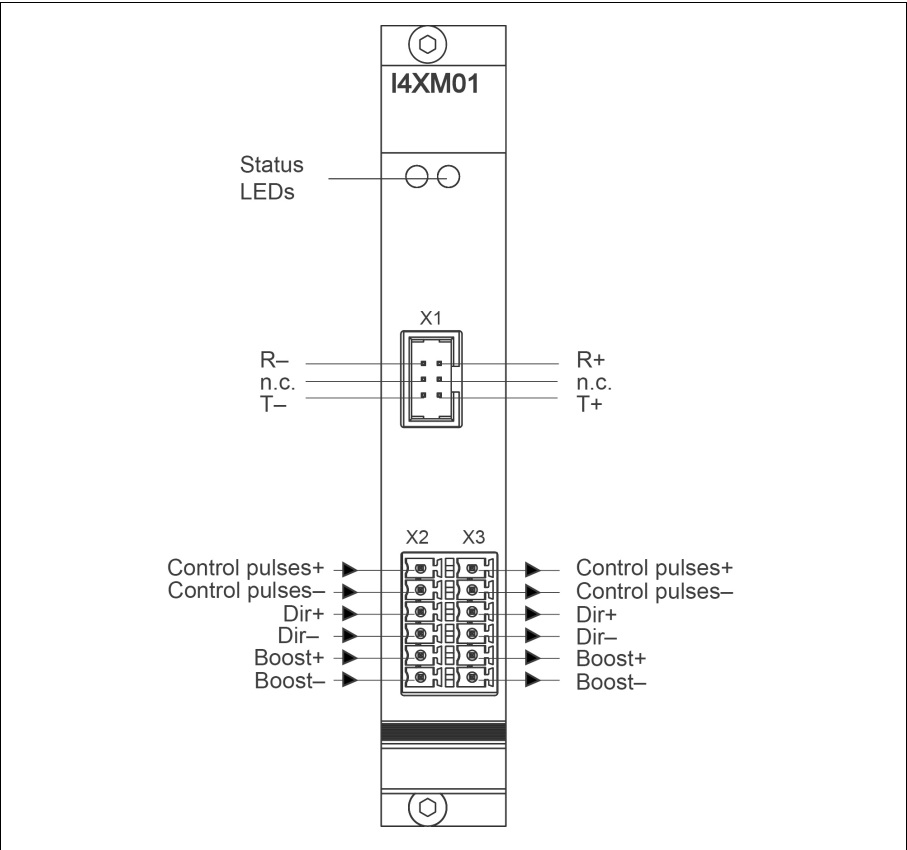 I4XM01
Status
LEDs
X1
R–
n.c.
T–
R+
n.c.
T+
X2 X3
Control pulses+
Control pulses–
Dir+
Dir–
Boost+
Boost–
Control pulses+
Control pulses–
Dir+
Dir–
Boost+
Boost–